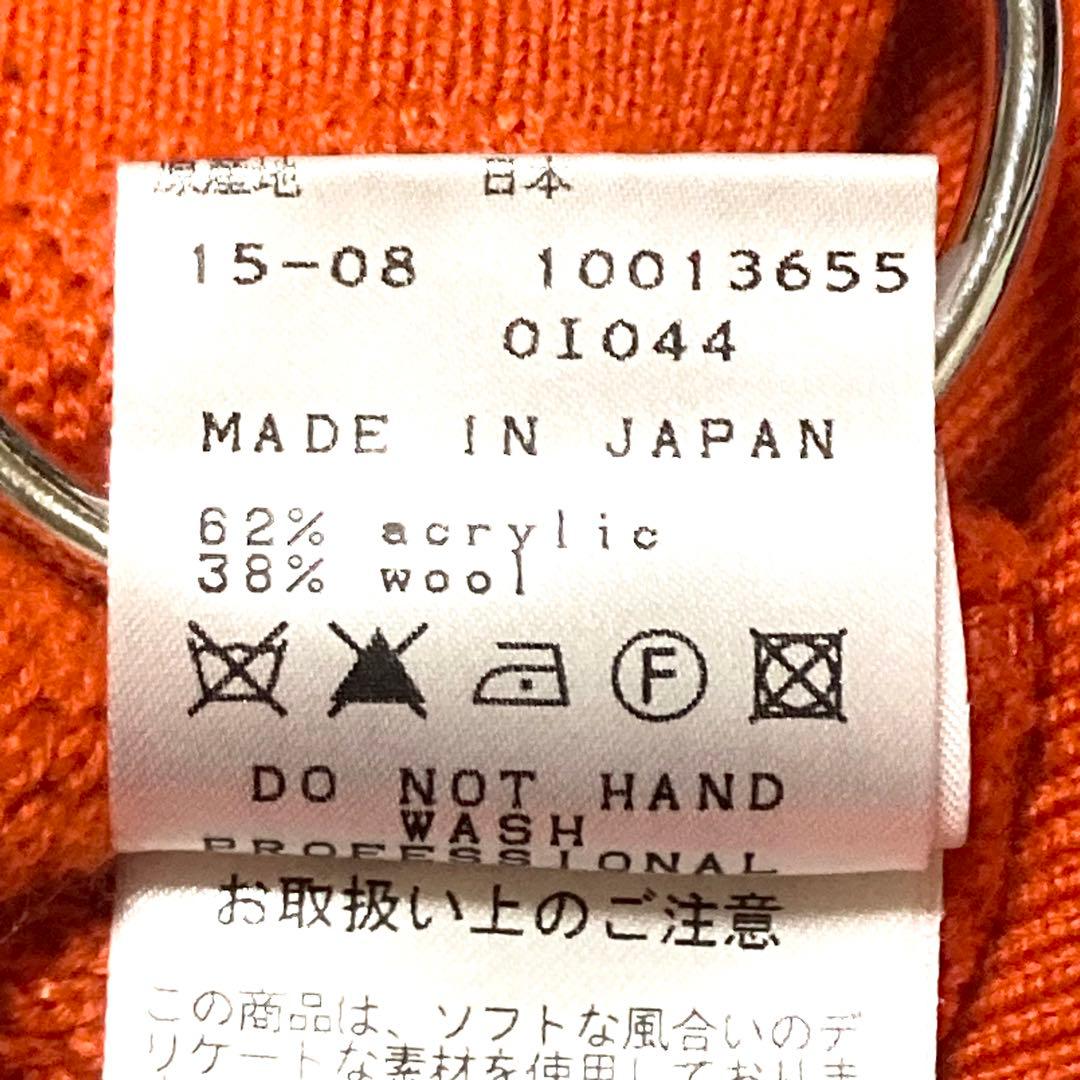 原産地 日本
15-08 10013655
OI044
MADE IN JAPAN
62% acrylic
38% wool
F
DO NOT HAND
WASH
PROFESSIONAL
お取扱い上のご注意
この商品は、ソフトな風合いのデ
リケートな素材を使用しておりま